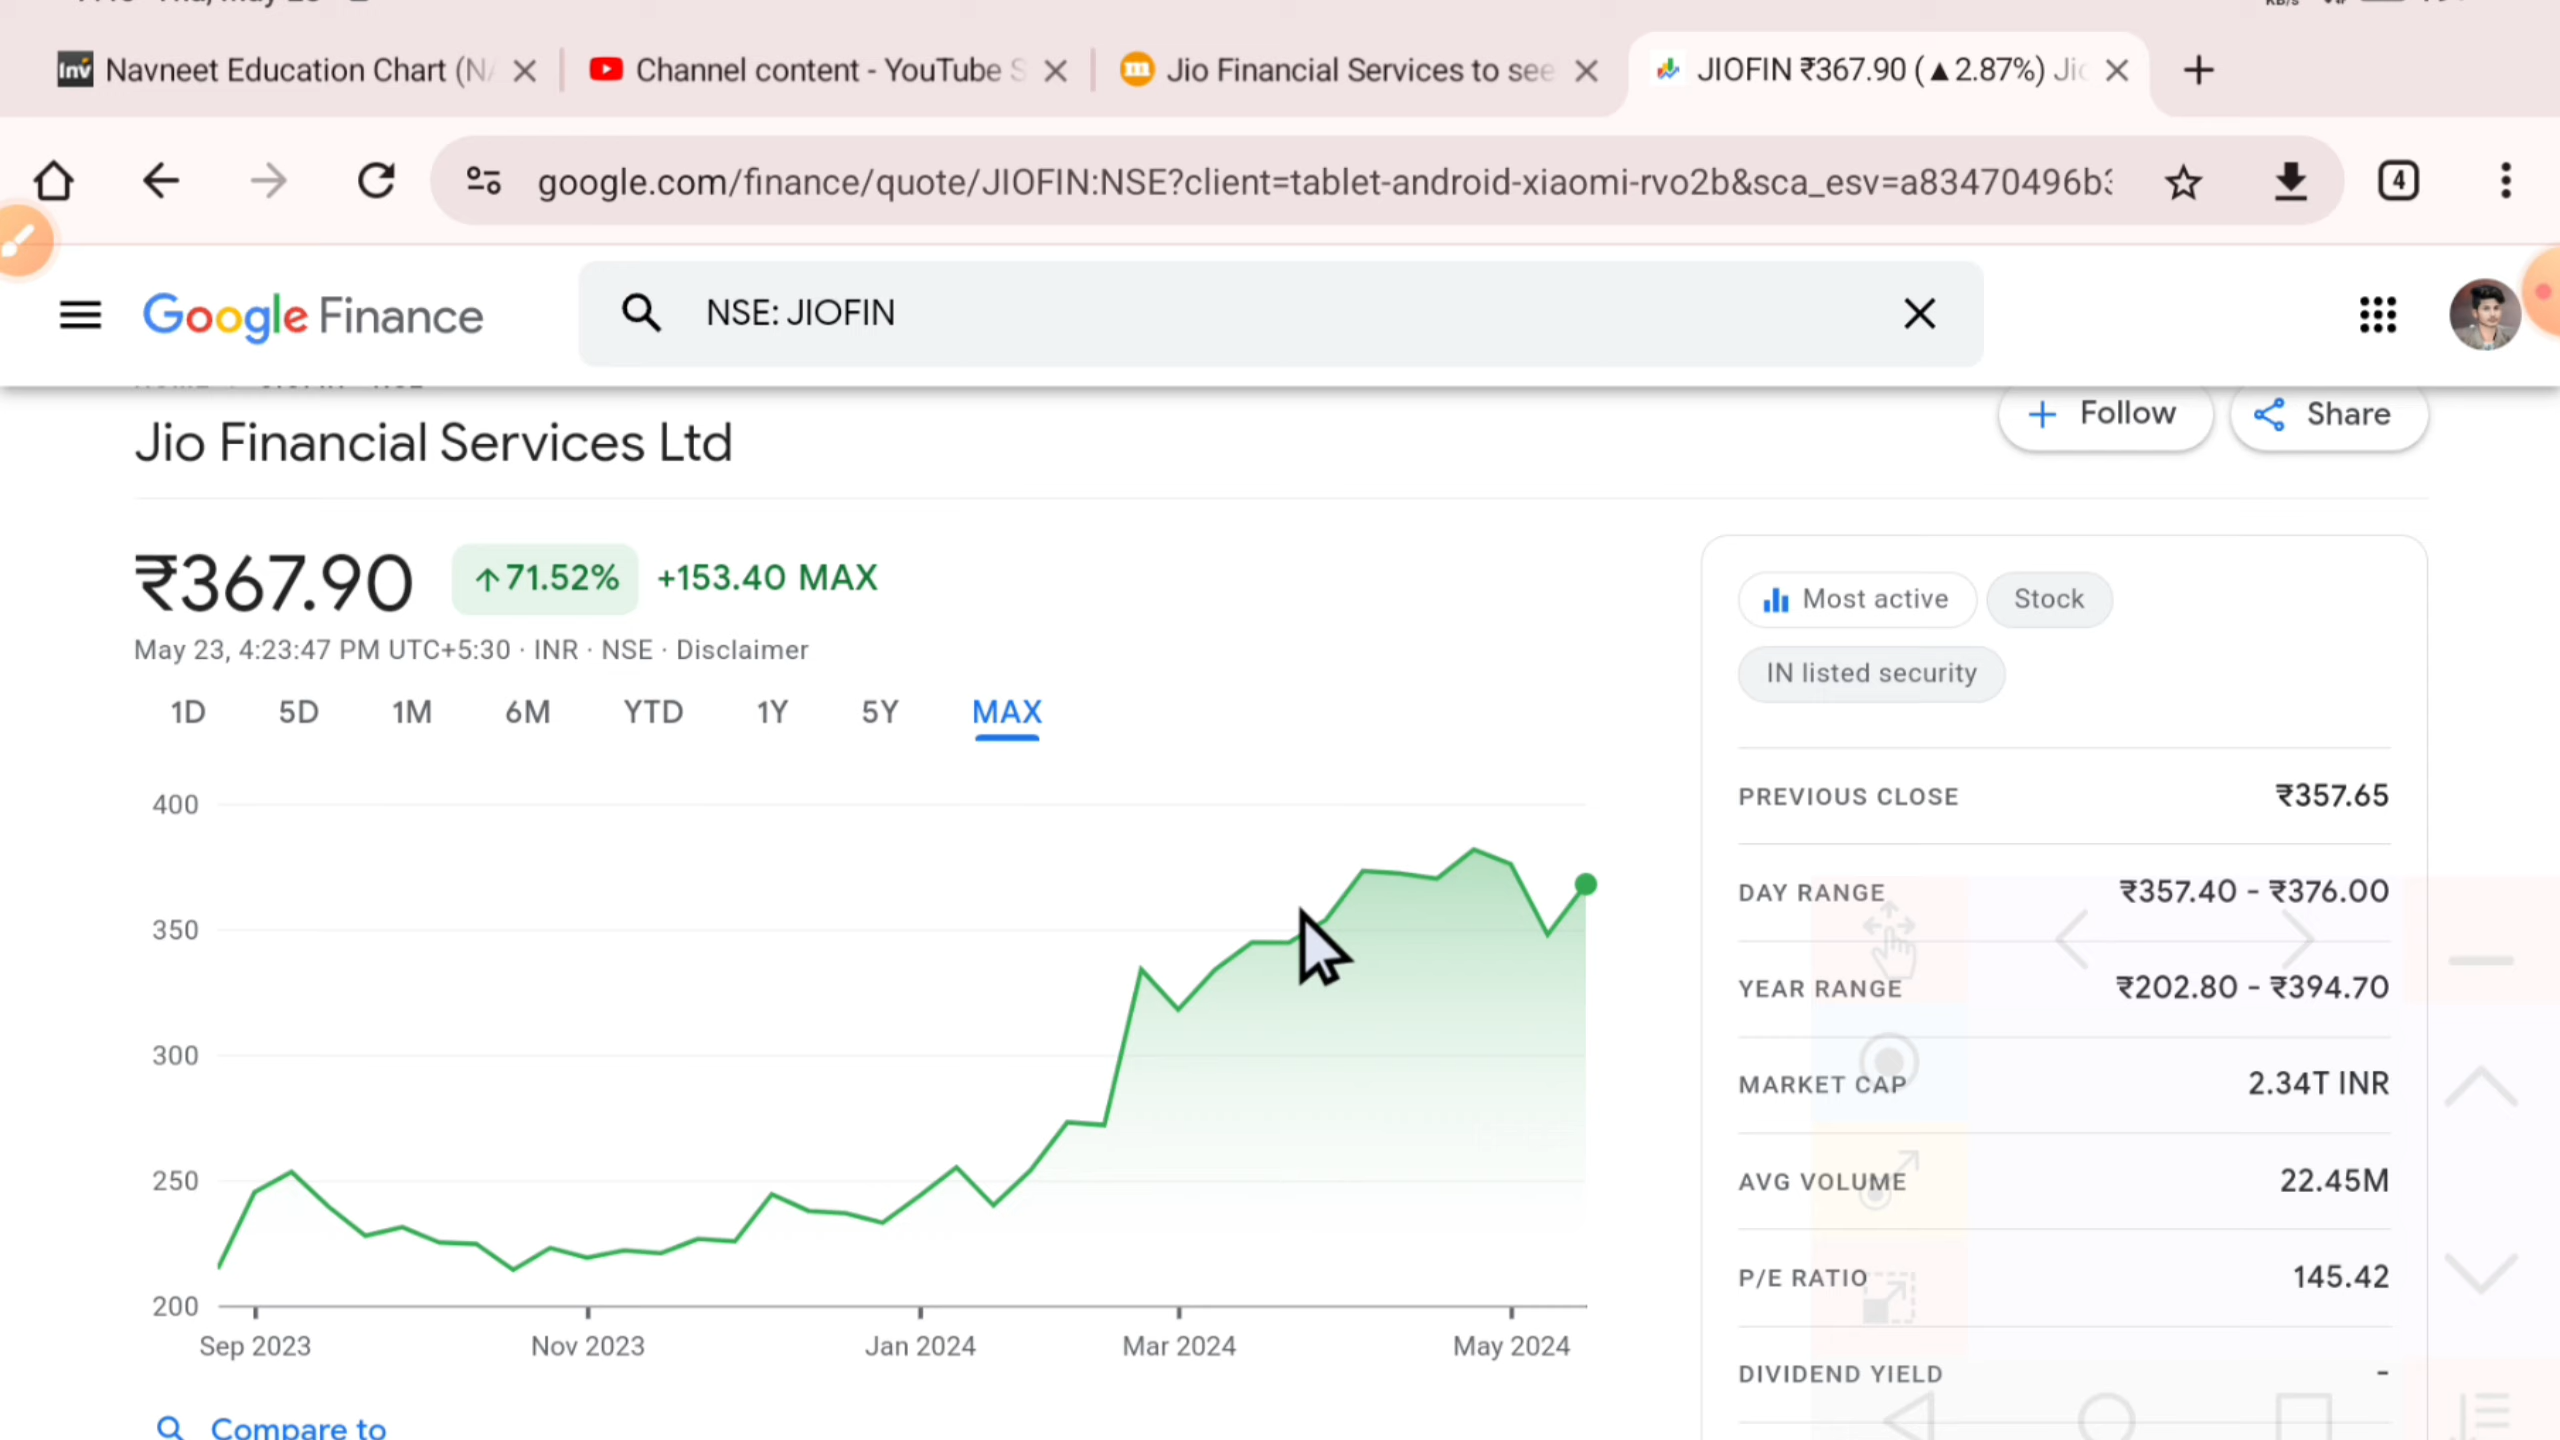 Navneet Education Chart (N
Channel content - YouTube S
Jio Financial Services to see
JIOFIN ₹367.90 (▲2.87%) Jio
google.com/finance/quote/JIOFIN:NSE?client=tablet-android-xiaomi-rvo2b&sca_esv=a83470496b
4
Google Finance
NSE: JIOFIN
Jio Financial Services Ltd
Follow
Share
₹367.90
↑71.52%
+153.40 MAX
May 23, 4:23:47 PM UTC+5:30 · INR · NSE · Disclaimer
1D 5D 1M 6M YTD 1Y 5Y MAX
400
350
300
250
200
Sep 2023
Nov 2023
Jan 2024
Mar 2024
May 2024
Compare to
Most active
Stock
IN listed security
PREVIOUS CLOSE ₹357.65
DAY RANGE ₹357.40 - ₹376.00
YEAR RANGE ₹202.80 - ₹394.70
MARKET CAP 2.34T INR
AVG VOLUME 22.45M
P/E RATIO 145.42
DIVIDEND YIELD -